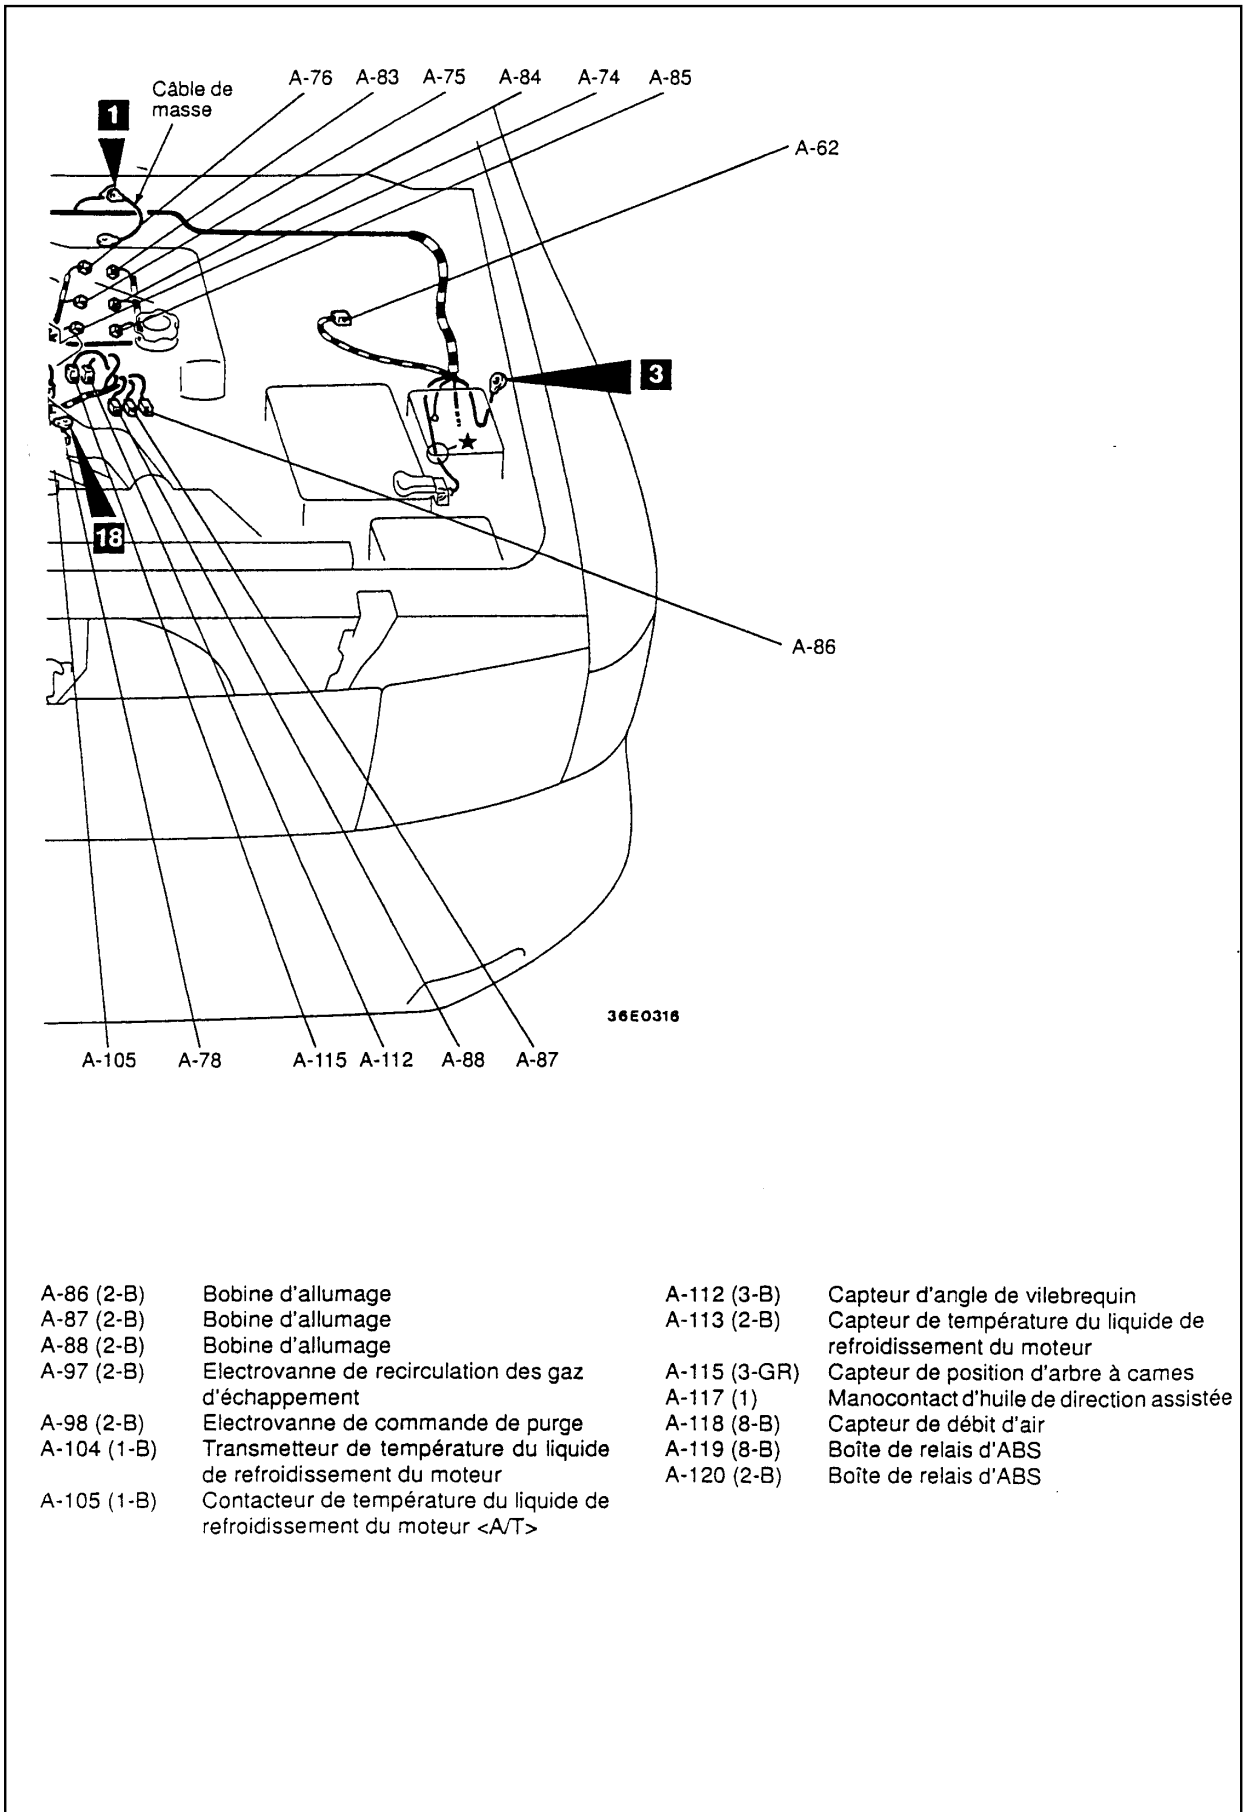 A-76 A-83 A-75 A-84 A-74 A-85
Câble de
masse
1
A-62
3
18
A-86
36E0316
A-105 A-78 A-115 A-112 A-88 A-87
A-86 (2-B) Bobine d'allumage
A-87 (2-B) Bobine d'allumage
A-88 (2-B) Bobine d'allumage
A-97 (2-B) Electrovanne de recirculation des gaz
d'échappement
A-98 (2-B) Electrovanne de commande de purge
A-104 (1-B) Transmetteur de température du liquide
de refroidissement du moteur
A-105 (1-B) Contacteur de température du liquide de
refroidissement du moteur <A/T>
A-112 (3-B) Capteur d'angle de vilebrequin
A-113 (2-B) Capteur de température du liquide de
refroidissement du moteur
A-115 (3-GR) Capteur de position d'arbre à cames
A-117 (1) Manocontact d'huile de direction assistée
A-118 (8-B) Capteur de débit d'air
A-119 (8-B) Boîte de relais d'ABS
A-120 (2-B) Boîte de relais d'ABS